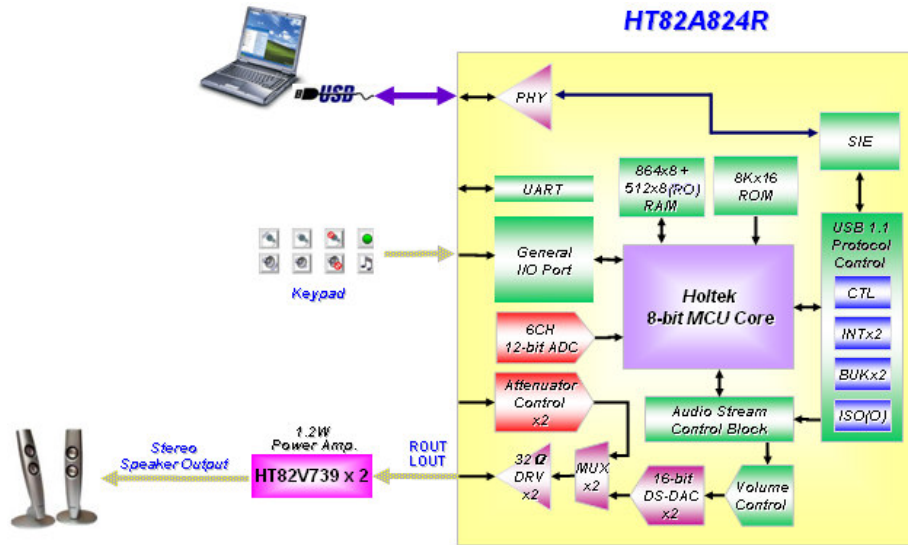 HT82A824R
USB
PHY
SIE
UART
864x8 +
512x8(RO)
RAM
8Kx16
ROM
USB 1.1
Protocol
Control
CTL
INTx2
BUKx2
ISO(O)
General
I/O Port
Keypad
Holtek
8-bit MCU Core
6CH
12-bit ADC
Attenuator
Control
x2
Audio Stream
Control Block
1.2W
Power Amp.
HT82V739 x 2
Stereo
Speaker Output
ROUT
LOUT
32 Ω
DRV
x2
MUX
x2
16-bit
DS-DAC
x2
Volume
Control